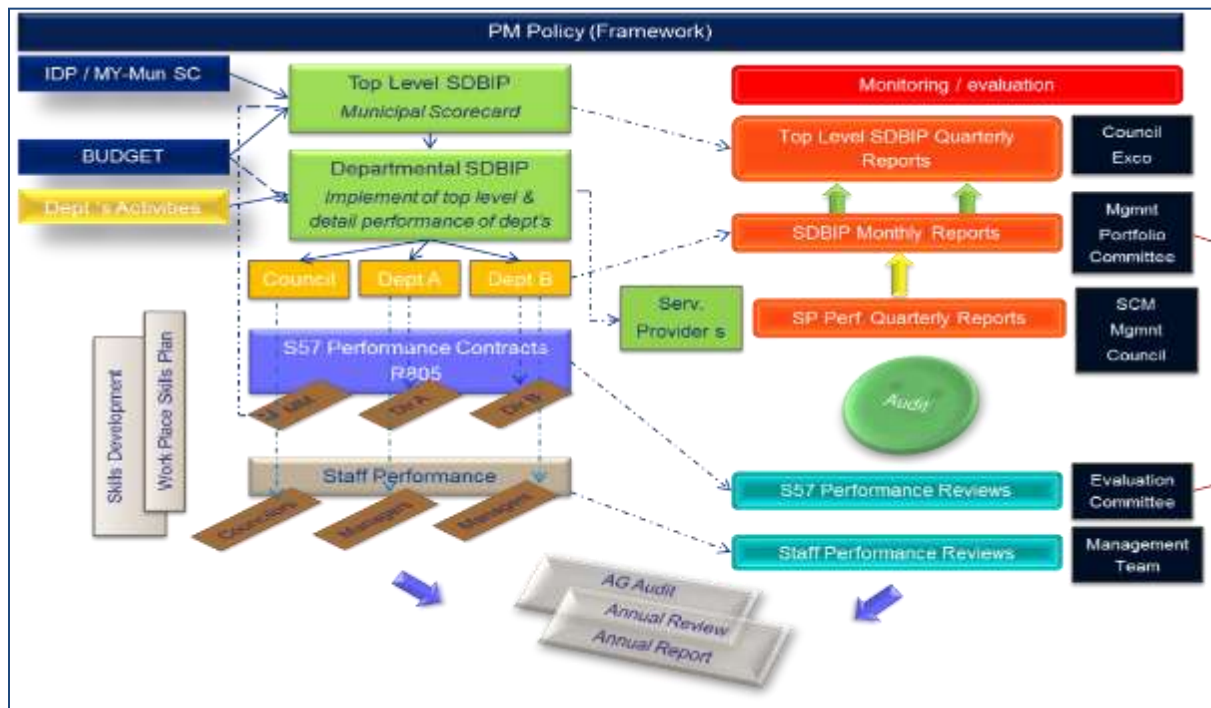 PM Policy (Framework)
IDP / MY-Mun SC
BUDGET
Dept 's Activities
Top Level SDBIP
Municipal Scorecard
Departmental SDBIP
Implement of top level &
detail performance of dept's
Council
Dept A
Dept B
Serv.
Provider s
S57 Performance Contracts
R805
MM
Dir A
Dir B
Staff Performance
Councilors
Managers
Managers
Skills Development
Work Place Skills Plan
Monitoring / evaluation
Top Level SDBIP Quarterly
Reports
Council
Exco
SDBIP Monthly Reports
Mgmnt
Portfolio
Committee
SP Perf. Quarterly Reports
SCM
Mgmnt
Council
Audit
S57 Performance Reviews
Evaluation
Committee
Staff Performance Reviews
Management
Team
AG Audit
Annual Review
Annual Report